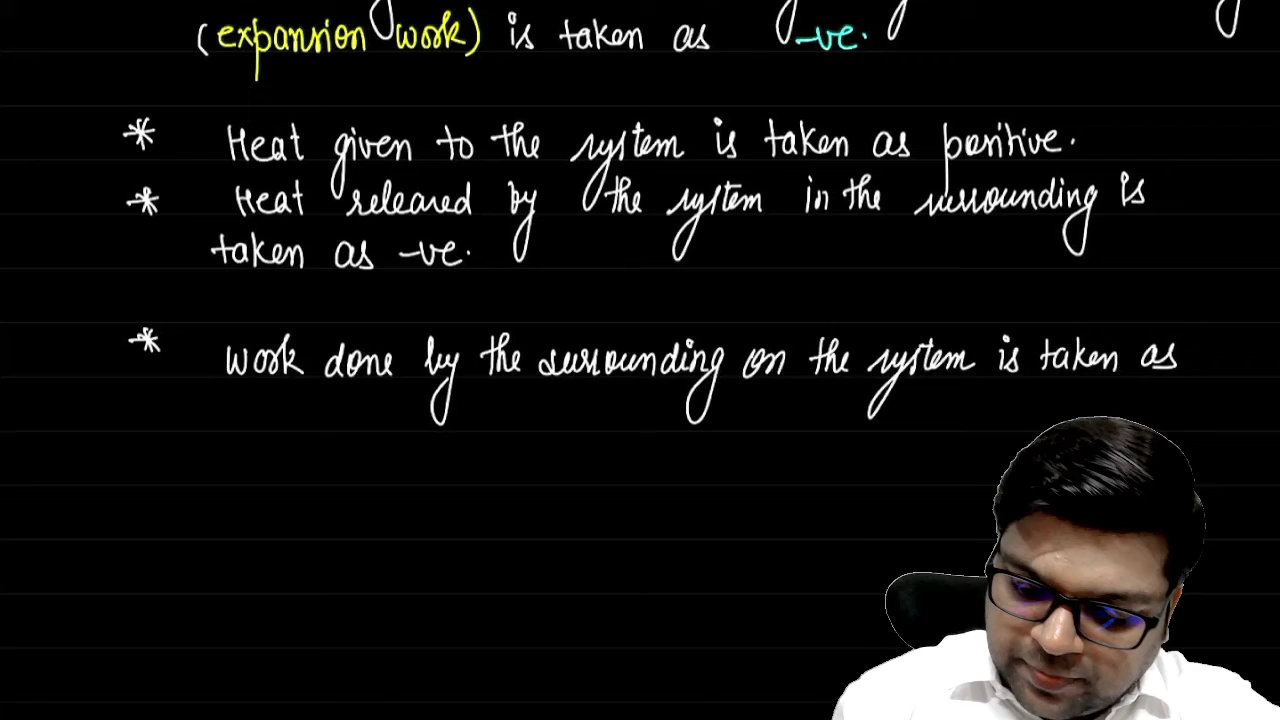 (expansion work) is taken as -ve.
* Heat given to the system is taken as positive.
* Heat released by the system in the surrounding is
taken as -ve.
* work done by the surrounding on the system is taken as